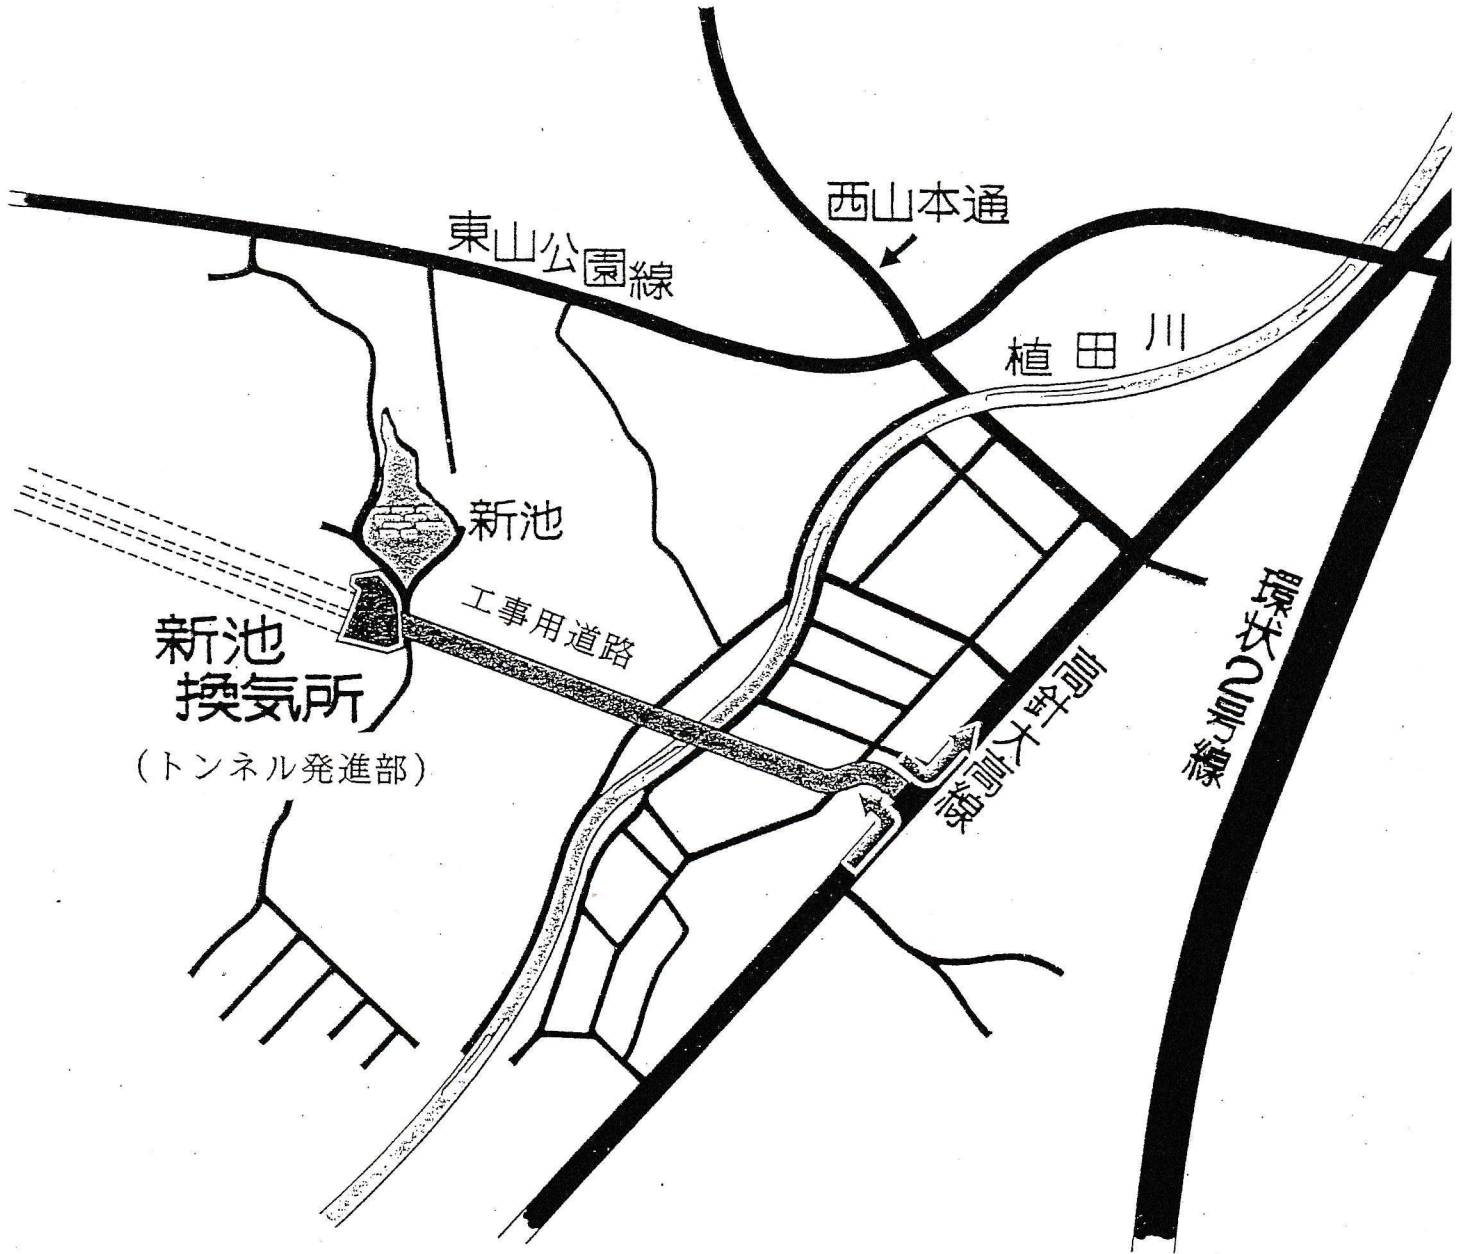 西山本通
東山公園線
植田川
新池
工事用道路
環状2号線
新池
換気所
(トンネル発進部)
高針大高線